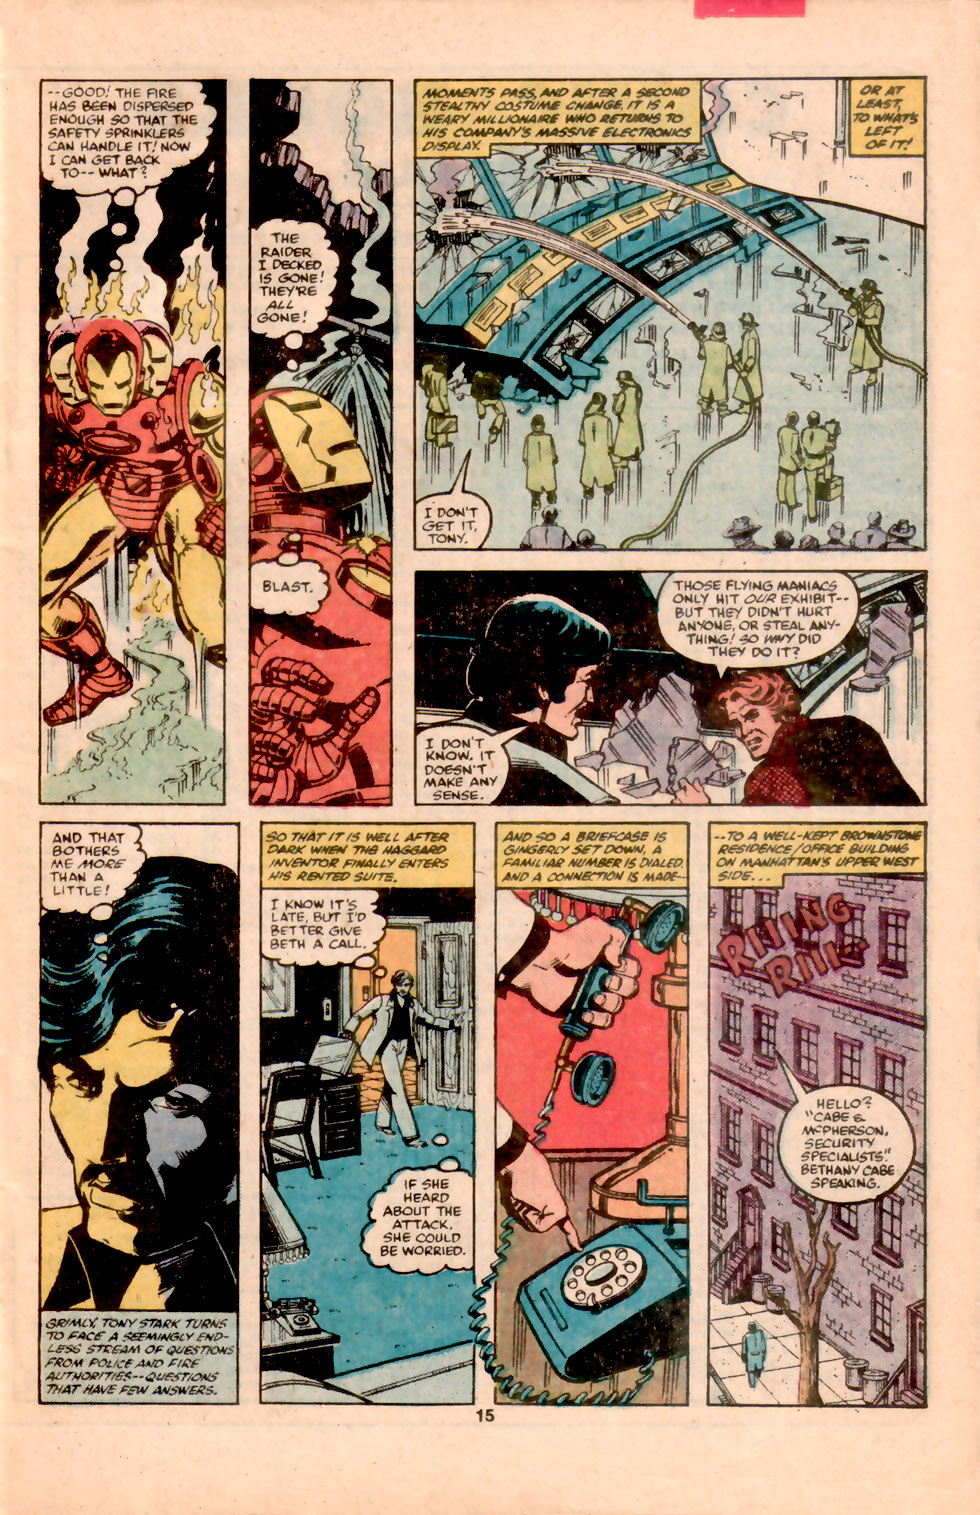 --GOOD! THE FIRE
HAS BEEN DISPERSED
ENOUGH SO THAT THE
SAFETY SPRINKLERS
CAN HANDLE IT! NOW
I CAN GET BACK
TO-- WHAT?
THE
RAIDER
I DECKED
IS GONE!
THEY'RE
ALL
GONE!
BLAST.
MOMENTS PASS, AND AFTER A SECOND
STEALTHY COSTUME CHANGE, IT IS A
WEARY MILLIONAIRE WHO RETURNS TO
HIS COMPANY'S MASSIVE ELECTRONICS
DISPLAY.
OR AT
LEAST,
TO WHAT'S
LEFT
OF IT!
I DON'T
GET IT,
TONY.
THOSE FLYING MANIACS
ONLY HIT OUR EXHIBIT--
BUT THEY DIDN'T HURT
ANYONE, OR STEAL ANY-
THING! SO WHY DID
THEY DO IT?
I DON'T
KNOW. IT
DOESN'T
MAKE ANY
SENSE.
AND THAT
BOTHERS
ME MORE
THAN A
LITTLE!
GRIMLY, TONY STARK TURNS
TO FACE A SEEMINGLY END-
LESS STREAM OF QUESTIONS
FROM POLICE AND FIRE
AUTHORITIES--QUESTIONS
THAT HAVE FEW ANSWERS.
SO THAT IT IS WELL AFTER
DARK WHEN THE HAGGARD
INVENTOR FINALLY ENTERS
HIS RENTED SUITE.
I KNOW IT'S
LATE, BUT I'D
BETTER GIVE
BETH A CALL.
IF SHE
HEARD
ABOUT THE
ATTACK,
SHE COULD
BE WORRIED.
AND SO A BRIEFCASE IS
GINGERLY SET DOWN, A
FAMILIAR NUMBER IS DIALED,
AND A CONNECTION IS MADE--
--TO A WELL-KEPT BROWNSTONE
RESIDENCE/OFFICE BUILDING
ON MANHATTAN'S UPPER WEST
SIDE...
RIIING
RIII--
HELLO?
"CABE &
McPHERSON,
SECURITY
SPECIALISTS."
BETHANY CABE
SPEAKING.
15